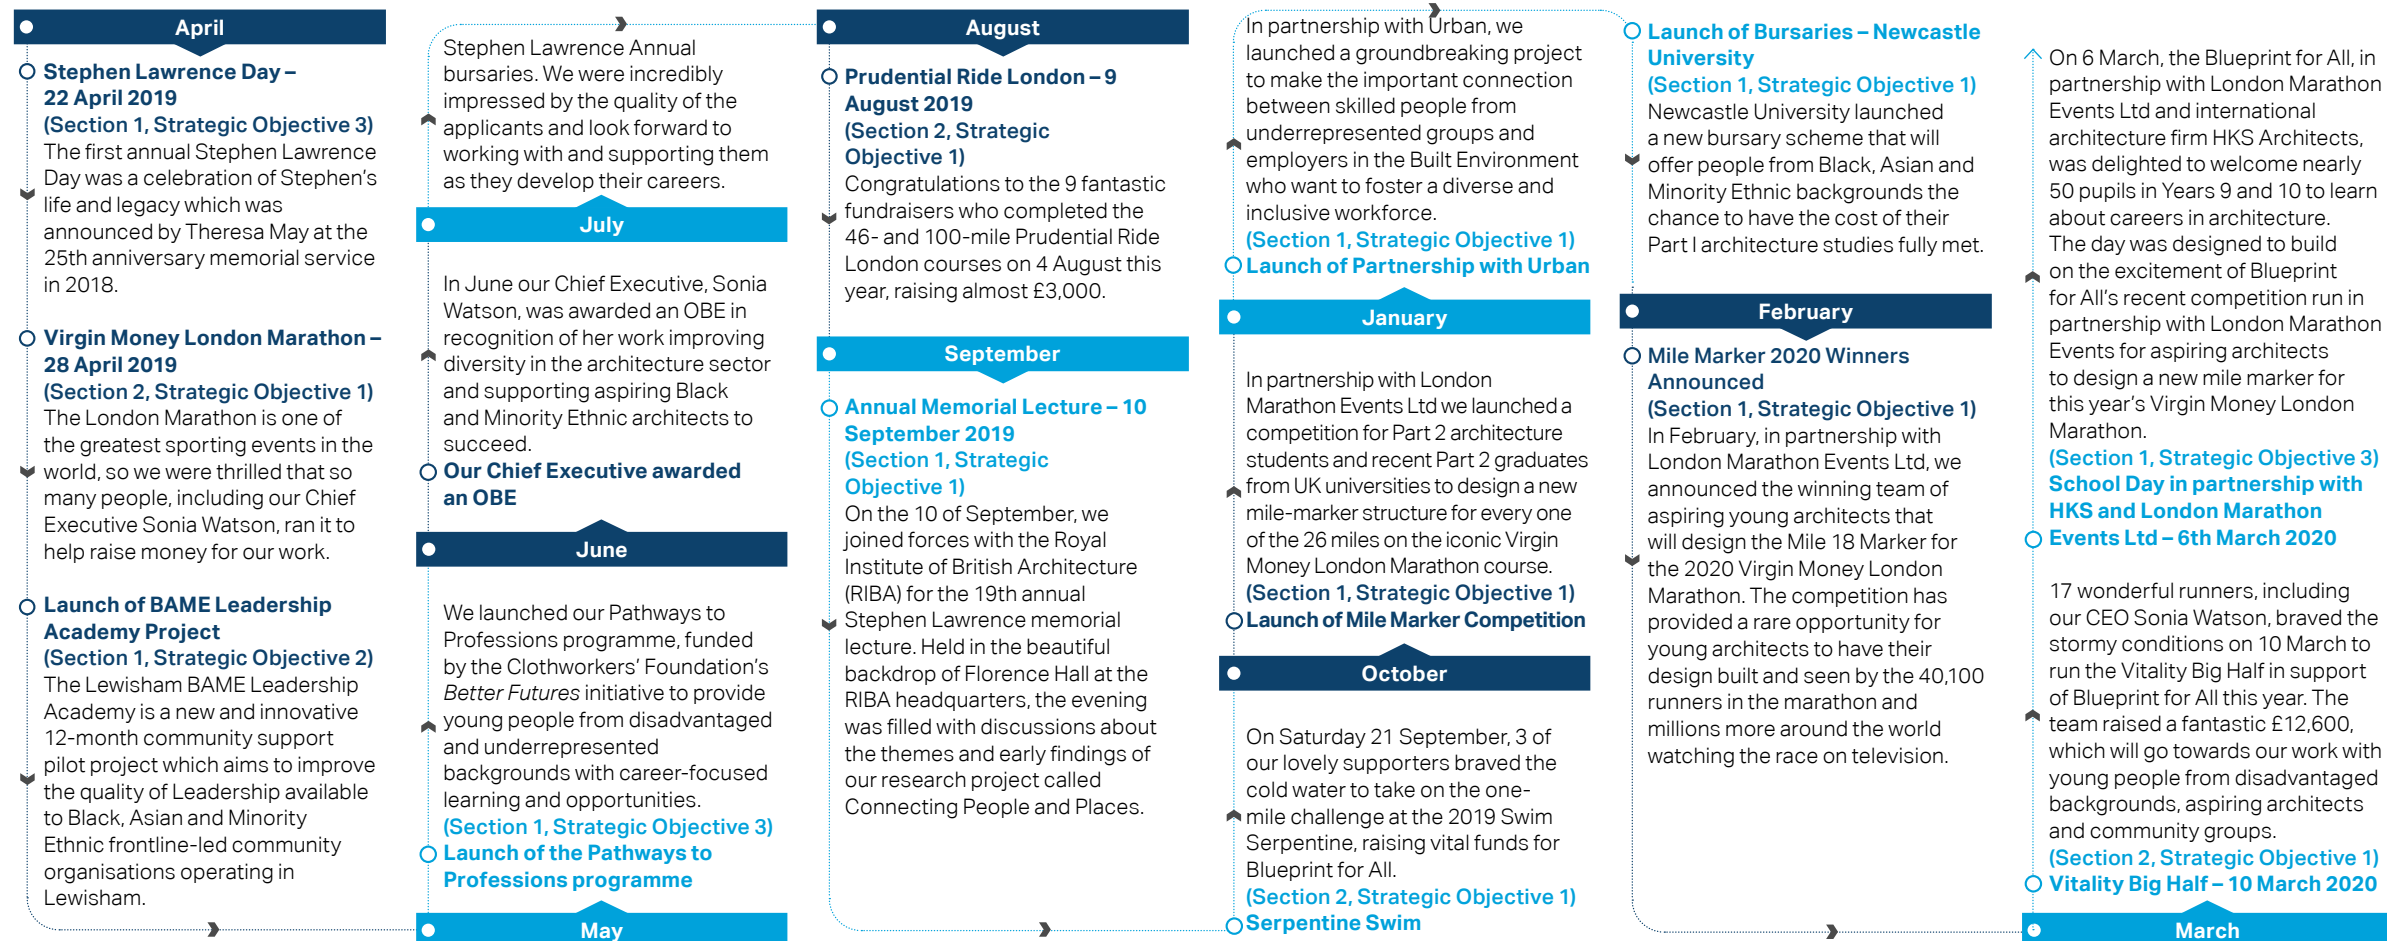 April
Stephen Lawrence Day –
22 April 2019
(Section 1, Strategic Objective 3)
The first annual Stephen Lawrence
Day was a celebration of Stephen's
life and legacy which was
announced by Theresa May at the
25th anniversary memorial service
in 2018.
Virgin Money London Marathon –
28 April 2019
(Section 2, Strategic Objective 1)
The London Marathon is one of
the greatest sporting events in the
world, so we were thrilled that so
many people, including our Chief
Executive Sonia Watson, ran it to
help raise money for our work.
Launch of BAME Leadership
Academy Project
(Section 1, Strategic Objective 2)
The Lewisham BAME Leadership
Academy is a new and innovative
12-month community support
pilot project which aims to improve
the quality of Leadership available
to Black, Asian and Minority
Ethnic frontline-led community
organisations operating in
Lewisham.
Stephen Lawrence Annual
bursaries. We were incredibly
impressed by the quality of the
applicants and look forward to
working with and supporting them
as they develop their careers.
July
In June our Chief Executive, Sonia
Watson, was awarded an OBE in
recognition of her work improving
diversity in the architecture sector
and supporting aspiring Black
and Minority Ethnic architects to
succeed.
Our Chief Executive awarded
an OBE
June
We launched our Pathways to
Professions programme, funded
by the Clothworkers' Foundation's
Better Futures initiative to provide
young people from disadvantaged
and underrepresented
backgrounds with career-focused
learning and opportunities.
(Section 1, Strategic Objective 3)
Launch of the Pathways to
Professions programme
May
August
Prudential Ride London – 9
August 2019
(Section 2, Strategic
Objective 1)
Congratulations to the 9 fantastic
fundraisers who completed the
46- and 100-mile Prudential Ride
London courses on 4 August this
year, raising almost £3,000.
September
Annual Memorial Lecture – 10
September 2019
(Section 1, Strategic
Objective 1)
On the 10 of September, we
joined forces with the Royal
Institute of British Architecture
(RIBA) for the 19th annual
Stephen Lawrence memorial
lecture. Held in the beautiful
backdrop of Florence Hall at the
RIBA headquarters, the evening
was filled with discussions about
the themes and early findings of
our research project called
Connecting People and Places.
In partnership with Urban, we
launched a groundbreaking project
to make the important connection
between skilled people from
underrepresented groups and
employers in the Built Environment
who want to foster a diverse and
inclusive workforce.
(Section 1, Strategic Objective 1)
Launch of Partnership with Urban
January
In partnership with London
Marathon Events Ltd we launched a
competition for Part 2 architecture
students and recent Part 2 graduates
from UK universities to design a new
mile-marker structure for every one
of the 26 miles on the iconic Virgin
Money London Marathon course.
(Section 1, Strategic Objective 1)
Launch of Mile Marker Competition
October
On Saturday 21 September, 3 of
our lovely supporters braved the
cold water to take on the one-
mile challenge at the 2019 Swim
Serpentine, raising vital funds for
Blueprint for All.
(Section 2, Strategic Objective 1)
Serpentine Swim
Launch of Bursaries – Newcastle
University
(Section 1, Strategic Objective 1)
Newcastle University launched
a new bursary scheme that will
offer people from Black, Asian and
Minority Ethnic backgrounds the
chance to have the cost of their
Part I architecture studies fully met.
February
Mile Marker 2020 Winners
Announced
(Section 1, Strategic Objective 1)
In February, in partnership with
London Marathon Events Ltd, we
announced the winning team of
aspiring young architects that
will design the Mile 18 Marker for
the 2020 Virgin Money London
Marathon. The competition has
provided a rare opportunity for
young architects to have their
design built and seen by the 40,100
runners in the marathon and
millions more around the world
watching the race on television.
On 6 March, the Blueprint for All, in
partnership with London Marathon
Events Ltd and international
architecture firm HKS Architects,
was delighted to welcome nearly
50 pupils in Years 9 and 10 to learn
about careers in architecture.
The day was designed to build
on the excitement of Blueprint
for All's recent competition run in
partnership with London Marathon
Events for aspiring architects
to design a new mile marker for
this year's Virgin Money London
Marathon.
(Section 1, Strategic Objective 3)
School Day in partnership with
HKS and London Marathon
Events Ltd – 6th March 2020
17 wonderful runners, including
our CEO Sonia Watson, braved the
stormy conditions on 10 March to
run the Vitality Big Half in support
of Blueprint for All this year. The
team raised a fantastic £12,600,
which will go towards our work with
young people from disadvantaged
backgrounds, aspiring architects
and community groups.
(Section 2, Strategic Objective 1)
Vitality Big Half – 10 March 2020
March